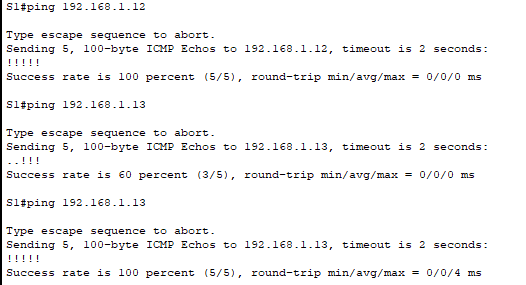 S1#ping 192.168.1.12
Type escape sequence to abort.
Sending 5, 100-byte ICMP Echos to 192.168.1.12, timeout is 2 seconds:
!!!!!
Success rate is 100 percent (5/5), round-trip min/avg/max = 0/0/0 ms
S1#ping 192.168.1.13
Type escape sequence to abort.
Sending 5, 100-byte ICMP Echos to 192.168.1.13, timeout is 2 seconds:
..!!!
Success rate is 60 percent (3/5), round-trip min/avg/max = 0/0/0 ms
S1#ping 192.168.1.13
Type escape sequence to abort.
Sending 5, 100-byte ICMP Echos to 192.168.1.13, timeout is 2 seconds:
!!!!!
Success rate is 100 percent (5/5), round-trip min/avg/max = 0/0/4 ms